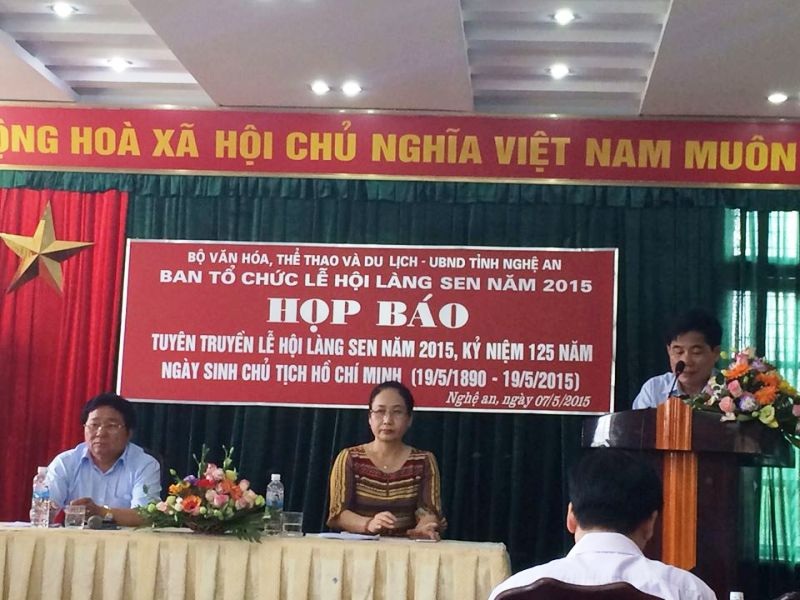 ỘNG HOÀ XÃ HỘI CHỦ NGHĨA VIỆT NAM MUÔN
BỘ VĂN HÓA, THỂ THAO VÀ DU LỊCH - UBND TỈNH NGHỆ AN
BAN TỔ CHỨC LỄ HỘI LÀNG SEN NĂM 2015
HỌP BÁO
TUYÊN TRUYỀN LỄ HỘI LÀNG SEN NĂM 2015, KỶ NIỆM 125 NĂM
NGÀY SINH CHỦ TỊCH HỒ CHÍ MINH (19/5/1890 - 19/5/2015)
Nghệ an, ngày 07/5/2015